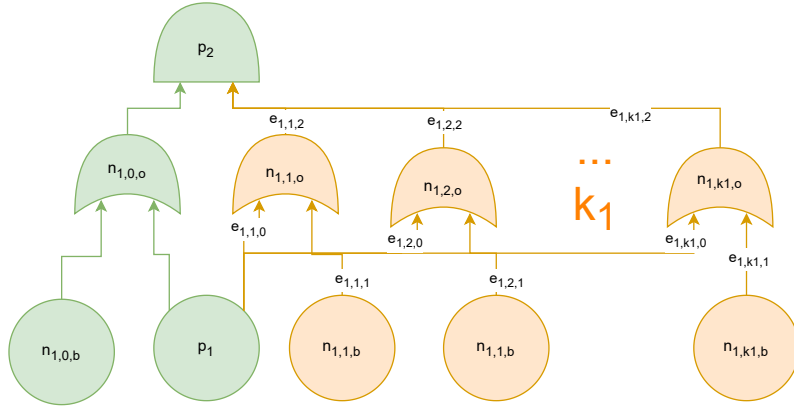 p2
e1,1,2
e1,2,2
e1,k1,2
n1,0,o
n1,1,o
n1,2,o
...
k1
n1,k1,o
e1,1,0
e1,2,0
e1,k1,0
e1,k1,1
e1,1,1
e1,2,1
n1,0,b
p1
n1,1,b
n1,1,b
n1,k1,b